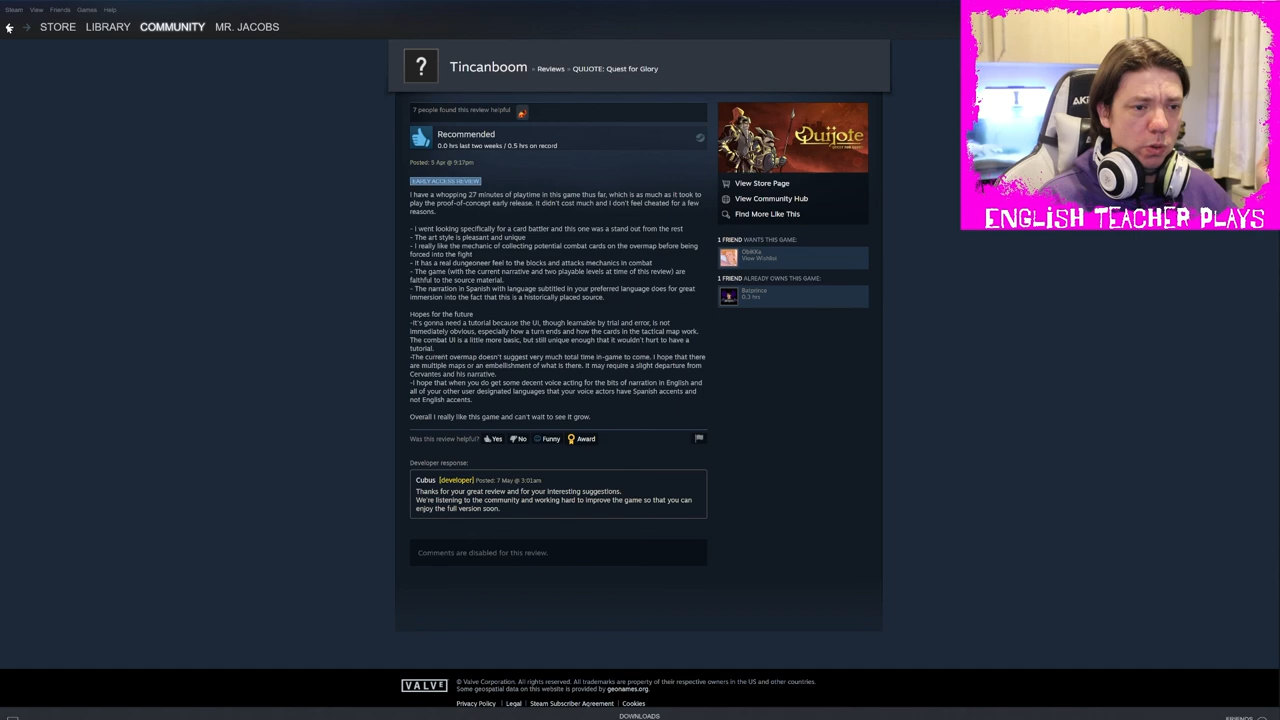 Steam View Friends Games Help
STORE LIBRARY COMMUNITY MR. JACOBS
? Tincanboom » Reviews » QUIJOTE: Quest for Glory
7 people found this review helpful
Recommended
0.0 hrs last two weeks / 0.5 hrs on record
Posted: 5 Apr @ 9:17pm
EARLY ACCESS REVIEW
I have a whopping 27 minutes of playtime in this game thus far, which is as much as it took to
play the proof-of-concept early release. It didn't cost much and I don't feel cheated for a few
reasons.
- I went looking specifically for a card battler and this one was a stand out from the rest
- The art style is pleasant and unique
- I really like the mechanic of collecting potential combat cards on the overmap before being
forced into the fight
- It has a real dungeoneer feel to the blocks and attacks mechanics in combat
- The game (with the current narrative and two playable levels at time of this review) are
faithful to the source material.
- The narration in Spanish with language subtitled in your preferred language does for great
immersion into the fact that this is a historically placed source.
Hopes for the future
-It's gonna need a tutorial because the UI, though learnable by trial and error, is not
immediately obvious, especially how a turn ends and how the cards in the tactical map work.
The combat UI is a little more basic, but still unique enough that it wouldn't hurt to have a
tutorial.
-The current overmap doesn't suggest very much total time in-game to come. I hope that there
are multiple maps or an embellishment of what is there. It may require a slight departure from
Cervantes and his narrative.
-I hope that when you do get some decent voice acting for the bits of narration in English and
all of your other user designated languages that your voice actors have Spanish accents and
not English accents.
Overall I really like this game and can't wait to see it grow.
Was this review helpful? Yes No Funny Award
Developer response:
Cubus [developer] Posted: 7 May @ 3:01am
Thanks for your great review and for your interesting suggestions.
We're listening to the community and working hard to improve the game so that you can
enjoy the full version soon.
Comments are disabled for this review.
Quijote
QUEST FOR GLORY
View Store Page
View Community Hub
Find More Like This
1 FRIEND WANTS THIS GAME:
ObiKKa
View Wishlist
1 FRIEND ALREADY OWNS THIS GAME:
Batprince
0.3 hrs
AK
ENGLISH TEACHER PLAYS
VALVE
© Valve Corporation. All rights reserved. All trademarks are property of their respective owners in the US and other countries.
Some geospatial data on this website is provided by geonames.org.
Privacy Policy | Legal | Steam Subscriber Agreement | Cookies
DOWNLOADS
FRIENDS